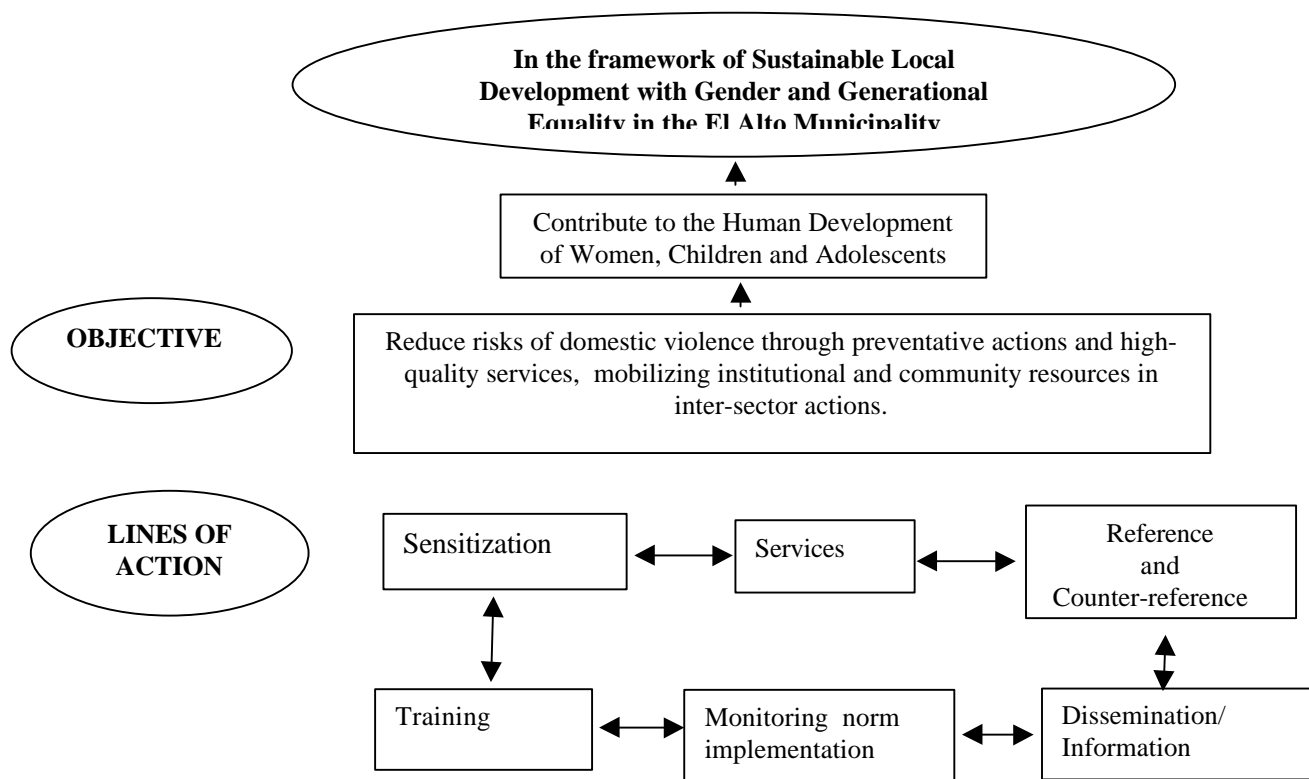 In the framework of Sustainable Local
Development with Gender and Generational
Equality in the El Alto Municipality
Contribute to the Human Development
of Women, Children and Adolescents
OBJECTIVE
Reduce risks of domestic violence through preventative actions and high-
quality services, mobilizing institutional and community resources in
inter-sector actions.
LINES OF
ACTION
Sensitization
Services
Reference
and
Counter-reference
Training
Monitoring norm
implementation
Dissemination/
Information